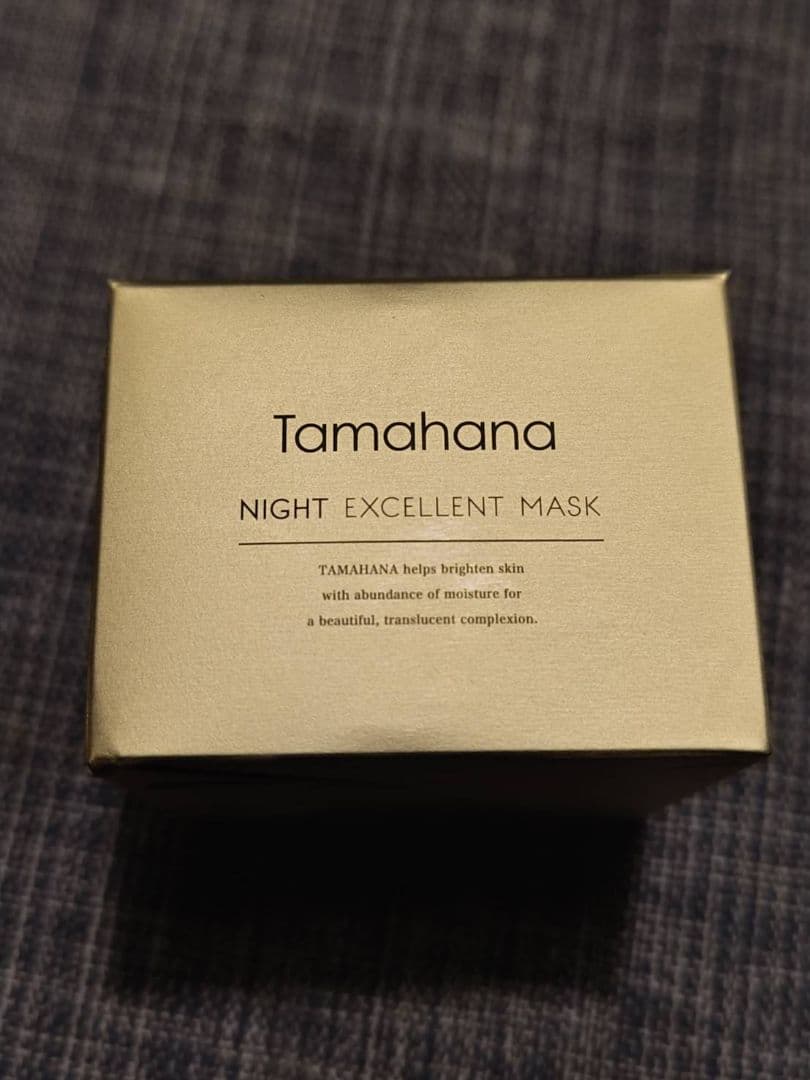 Tamahana
NIGHT EXCELLENT MASK
TAMAHANA helps brighten skin
with abundance of moisture for
a beautiful, translucent complexion.